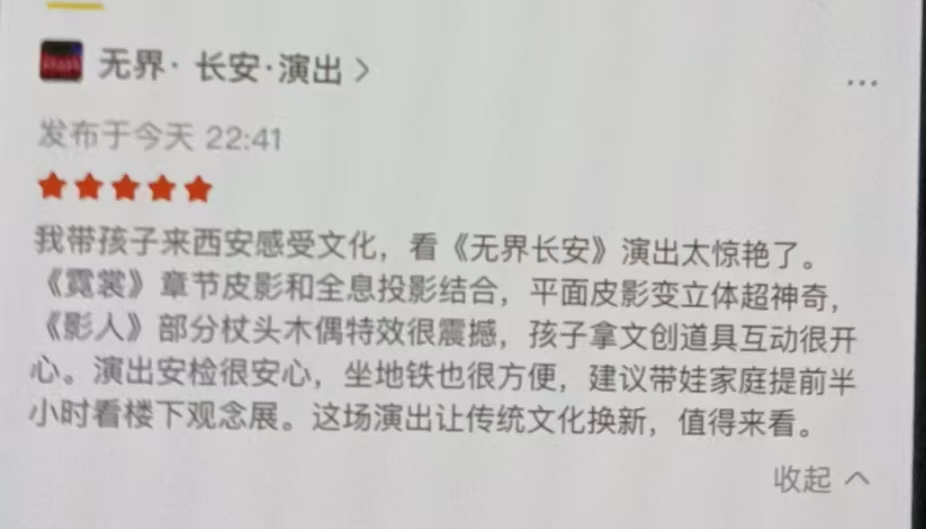 无界·长安·演出 >
...
发布于今天 22:41
我带孩子来西安感受文化，看《无界长安》演出太惊艳了。
《霓裳》章节皮影和全息投影结合，平面皮影变立体超神奇，
《影人》部分杖头木偶特效很震撼，孩子拿文创道具互动很开
心。演出安检很安心，坐地铁也很方便，建议带娃家庭提前半
小时看楼下观念展。这场演出让传统文化换新，值得来看。
收起